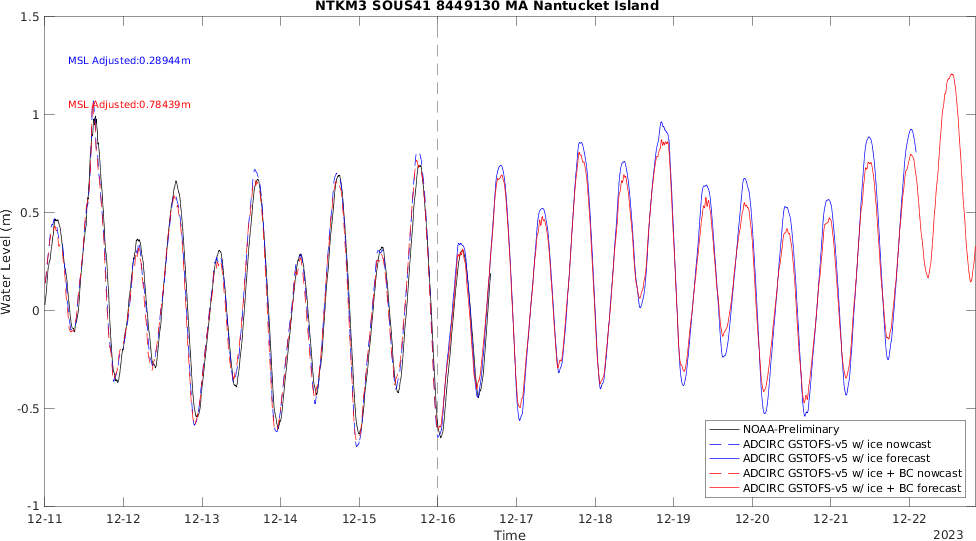 NTKM3 SOUS41 8449130 MA Nantucket Island
1.5
MSL Adjusted:0.28944m
MSL Adjusted:0.78439m
1
0.5
0
-0.5
-1
Water Level (m)
NOAA-Preliminary
ADCIRC GSTOFS-v5 w/ ice nowcast
ADCIRC GSTOFS-v5 w/ ice forecast
ADCIRC GSTOFS-v5 w/ ice + BC nowcast
ADCIRC GSTOFS-v5 w/ ice + BC forecast
12-11 12-12 12-13 12-14 12-15 12-16 12-17 12-18 12-19 12-20 12-21 12-22
Time
2023